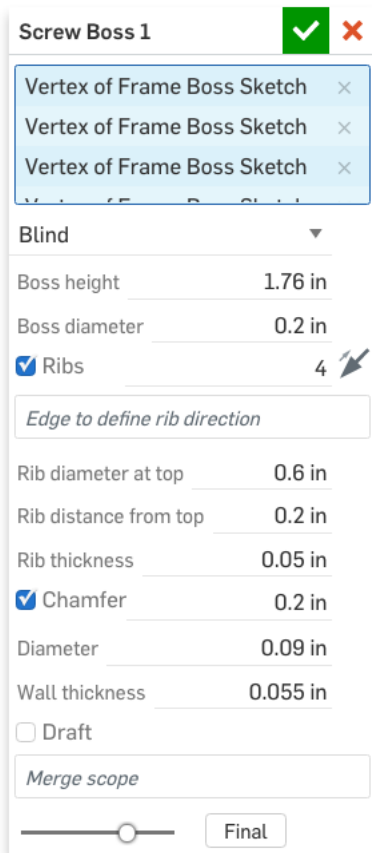 Screw Boss 1
Vertex of Frame Boss Sketch
Vertex of Frame Boss Sketch
Vertex of Frame Boss Sketch
Blind
Boss height 1.76 in
Boss diameter 0.2 in
Ribs 4
Edge to define rib direction
Rib diameter at top 0.6 in
Rib distance from top 0.2 in
Rib thickness 0.05 in
Chamfer 0.2 in
Diameter 0.09 in
Wall thickness 0.055 in
Draft
Merge scope
Final